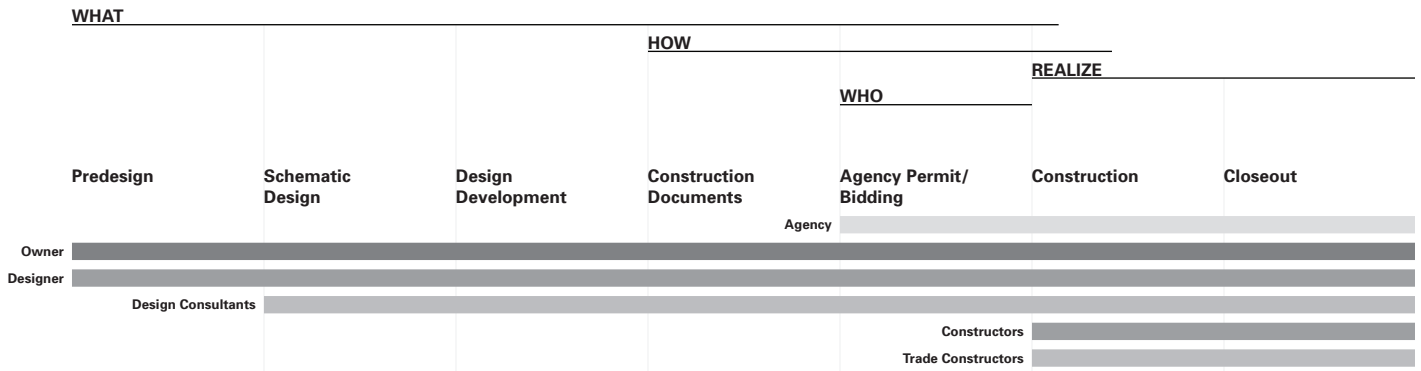 WHAT
HOW
REALIZE
WHO
Predesign
Schematic
Design
Design
Development
Construction
Documents
Agency Permit/
Bidding
Construction
Closeout
Agency
Owner
Designer
Design Consultants
Constructors
Trade Constructors